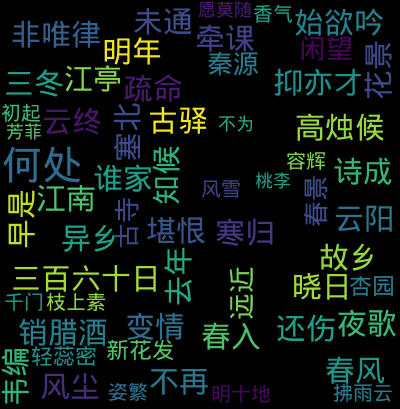 愿莫随
香气
未通
始欲吟
非唯律
牵课
明年
闲望
秦源
花景
三冬
江亭
疏命
抑亦才
初起
云终
塞北
古驿
不为
高烛候
芳菲
何处
谁家
知候
容辉
诗成
桃李
风雪
春景
早是
江南
古寺
云阳
异乡
堪恨
寒归
故乡
去年
三百六十日
远近
晓日
杏园
千门
枝上素
销腊酒
变情
春入
还伤
夜歌
新花发
轻蕊密
韦编
春风
风尘
姿繁
不再
明十地
拂雨云